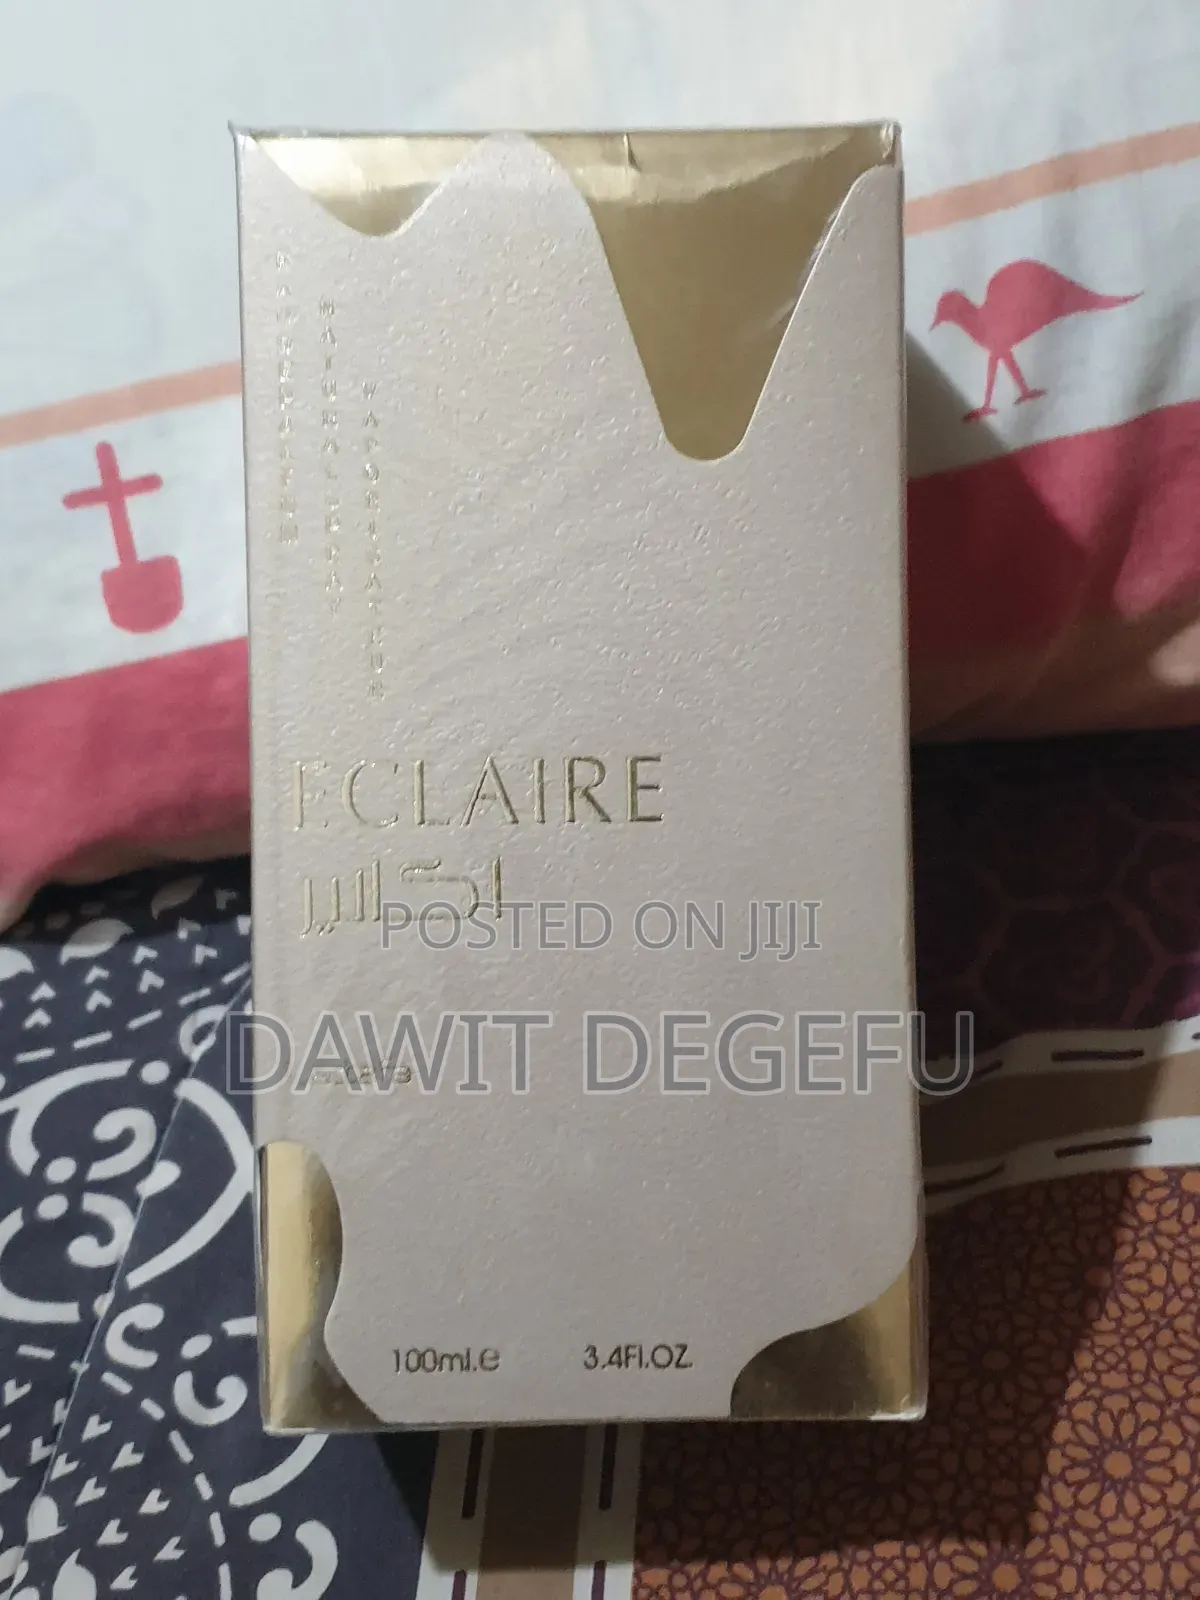 EAU DE PARFUM
NATURAL SPRAY
VAPORISATEUR
ECLAIRE
اكلير
POSTED ON JIJI
DAWIT DEGEFU
100ml.e 3.4Fl.OZ.